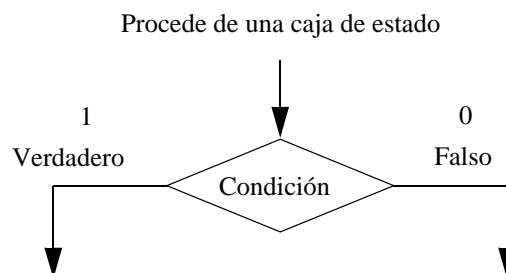 Procede de una caja de estado
1
0
Verdadero
Falso
Condición